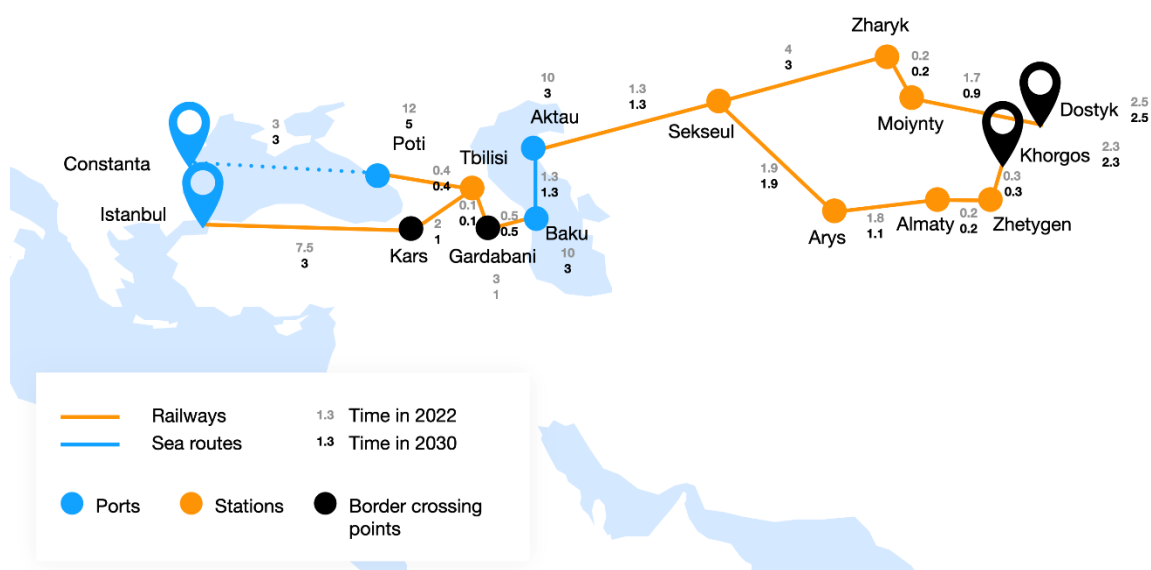 Zharyk
4
3
0.2
0.2
10
3
Aktau
1.3
1.3
1.7
0.9
Dostyk
2.5
2.5
Sekseul
Moiynty
12
5
Poti
3
3
Constanta
Tbilisi
Khorgos
2.3
2.3
0.4
0.4
1.3
1.3
1.9
1.9
0.3
0.3
Istanbul
0.1
0.1
0.5
0.5
2
1
1.8
1.1
0.2
0.2
Kars
Gardabani
Baku
Arys
Almaty
Zhetygen
7.5
3
10
3
3
1
Railways
1.3 Time in 2022
Sea routes
1.3 Time in 2030
Ports
Stations
Border crossing
points